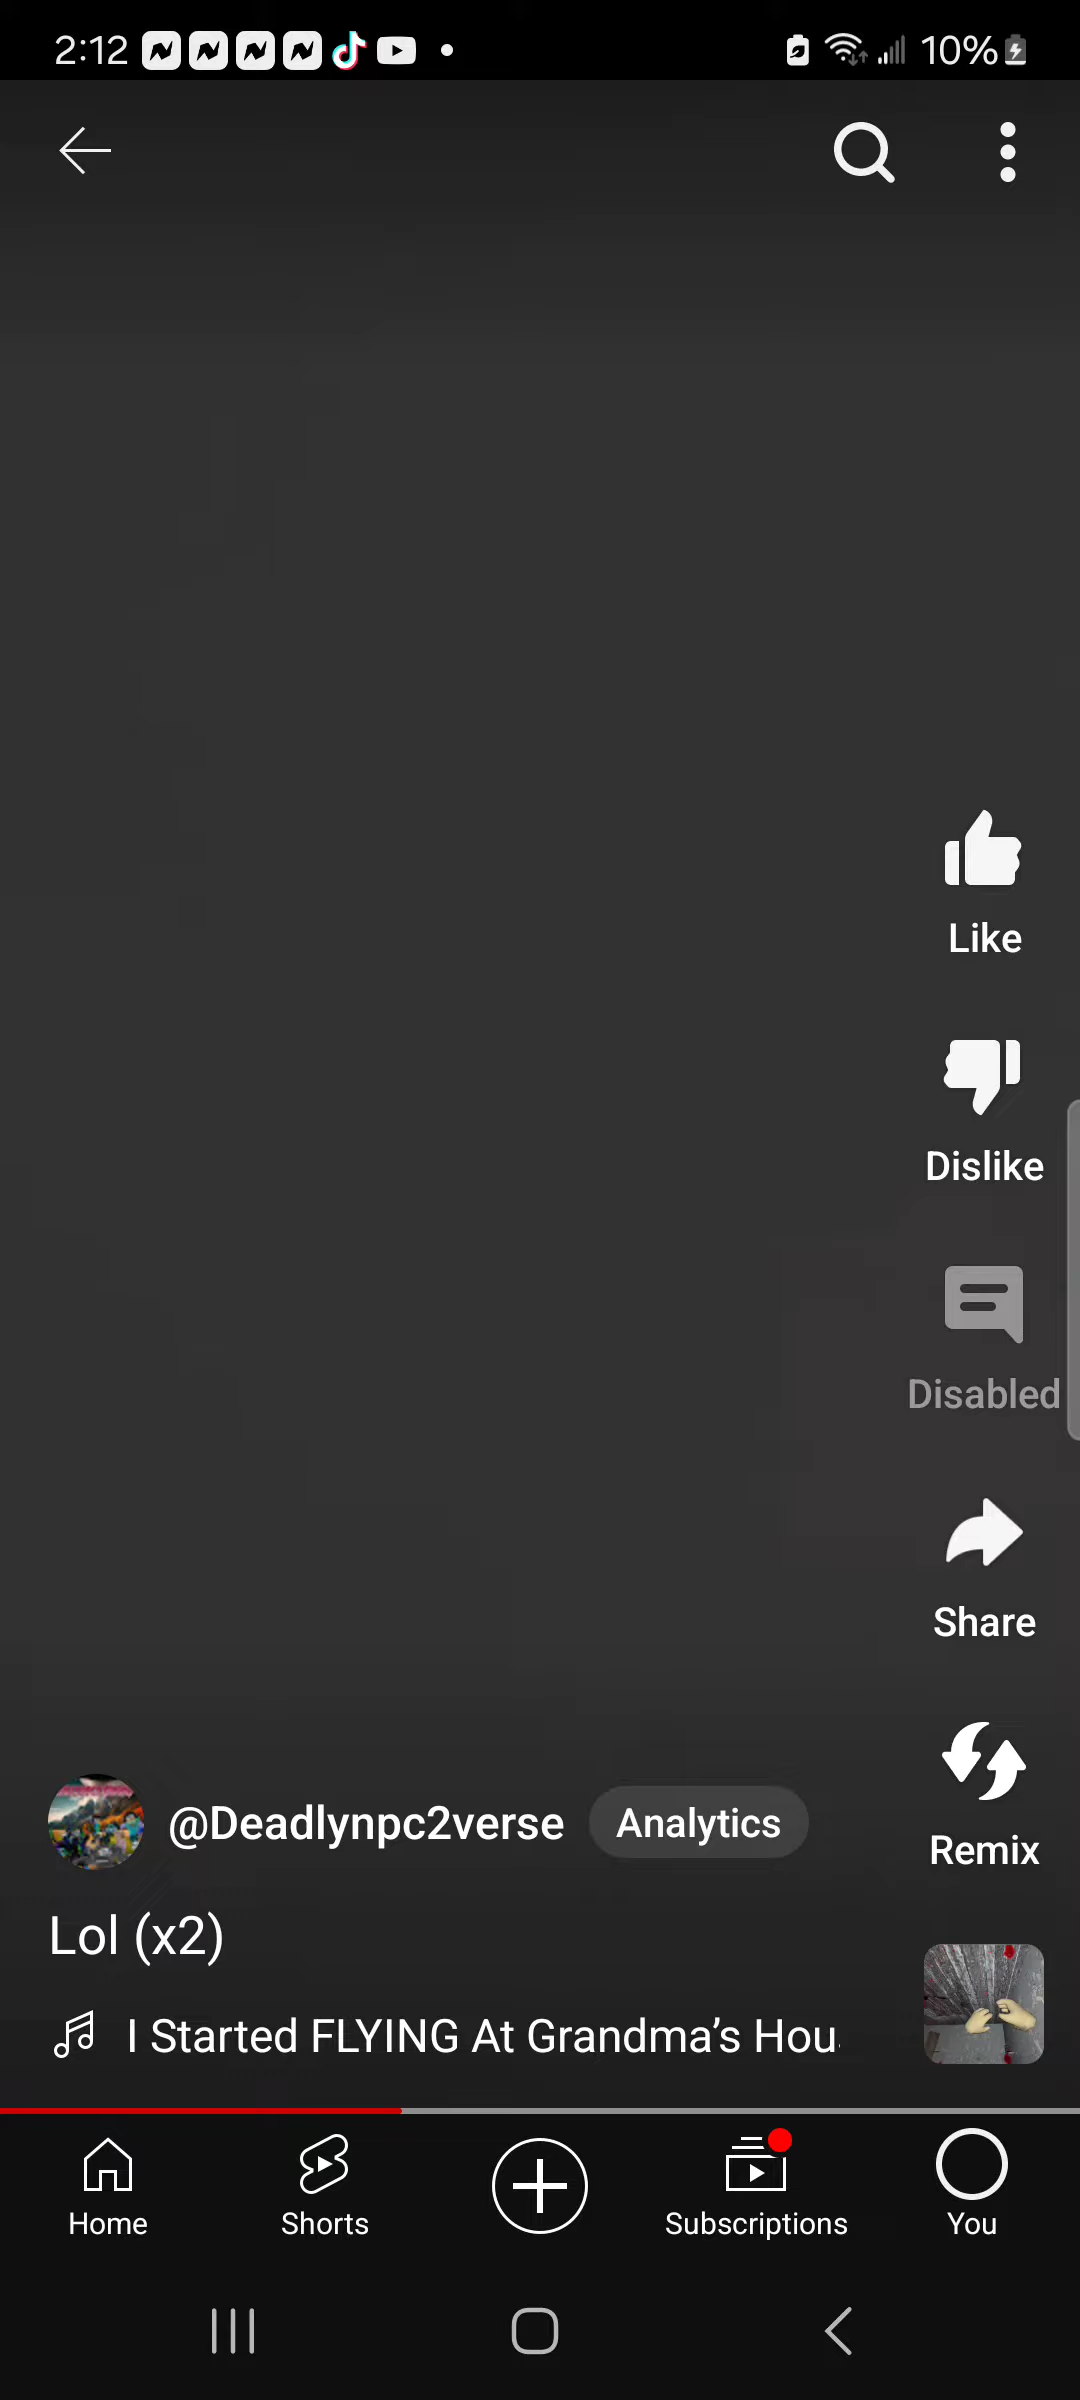 2:12
10%
Like
Dislike
Disabled
Share
Remix
@Deadlynpc2verse
Analytics
Lol (x2)
I Started FLYING At Grandma’s Hou
Home
Shorts
Subscriptions
You